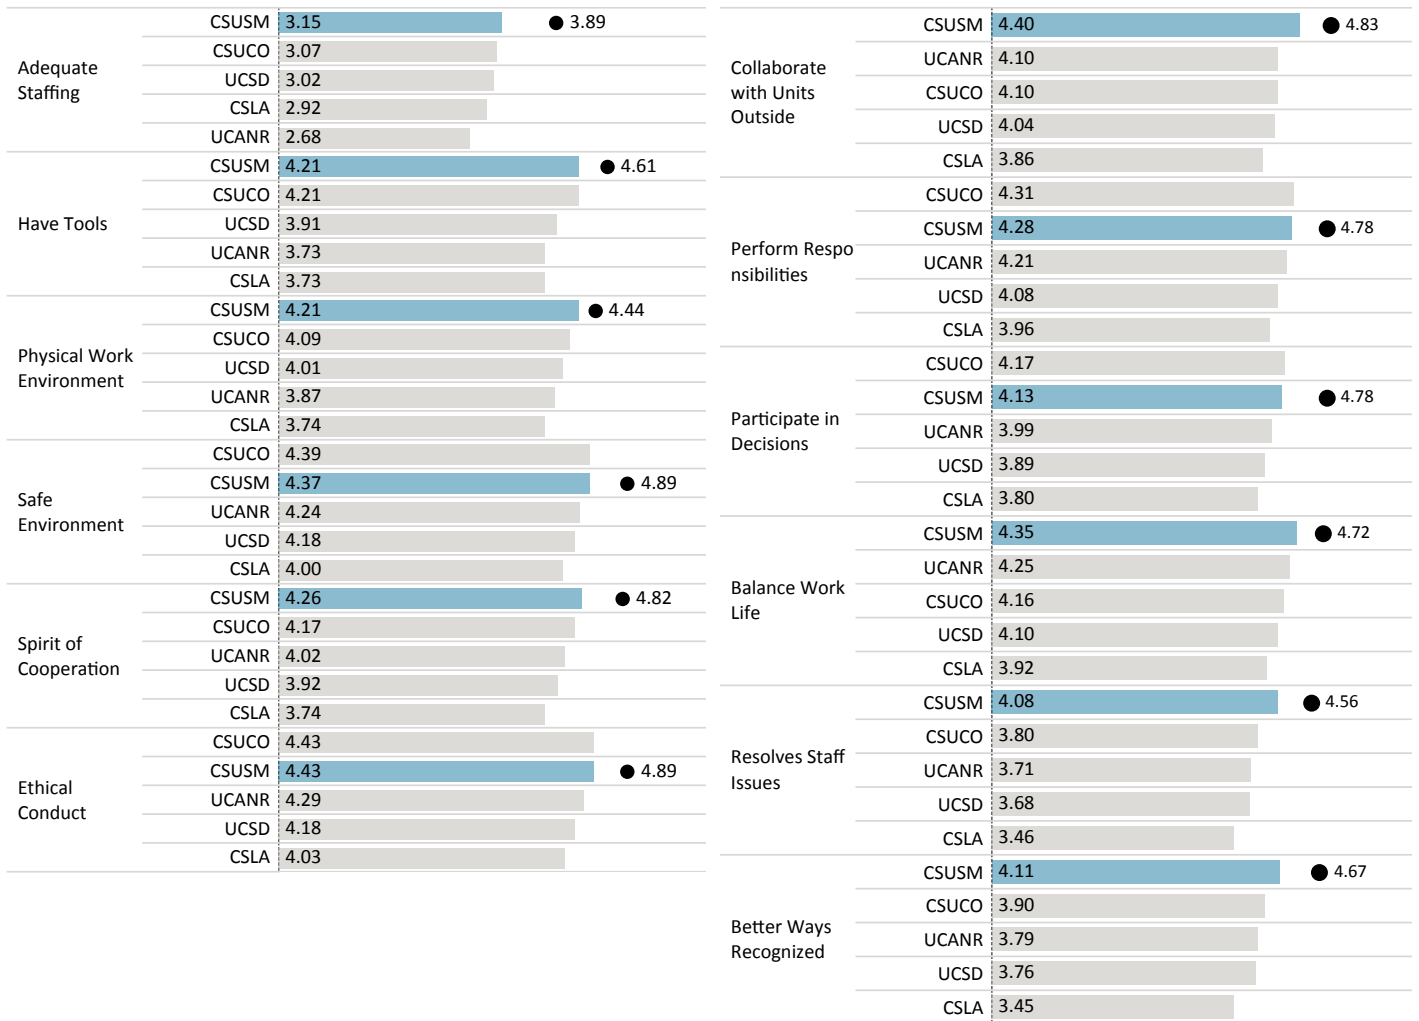 Adequate
Staffing
CSUSM 3.15 3.89
CSUCO 3.07
UCSD 3.02
CSLA 2.92
UCANR 2.68
Have Tools
CSUSM 4.21 4.61
CSUCO 4.21
UCSD 3.91
UCANR 3.73
CSLA 3.73
Physical Work
Environment
CSUSM 4.21 4.44
CSUCO 4.09
UCSD 4.01
UCANR 3.87
CSLA 3.74
Safe
Environment
CSUCO 4.39
CSUSM 4.37 4.89
UCANR 4.24
UCSD 4.18
CSLA 4.00
Spirit of
Cooperation
CSUSM 4.26 4.82
CSUCO 4.17
UCANR 4.02
UCSD 3.92
CSLA 3.74
Ethical
Conduct
CSUCO 4.43
CSUSM 4.43 4.89
UCANR 4.29
UCSD 4.18
CSLA 4.03
Collaborate
with Units
Outside
CSUSM 4.40 4.83
UCANR 4.10
CSUCO 4.10
UCSD 4.04
CSLA 3.86
Perform Respo
nsibilities
CSUCO 4.31
CSUSM 4.28 4.78
UCANR 4.21
UCSD 4.08
CSLA 3.96
Participate in
Decisions
CSUCO 4.17
CSUSM 4.13 4.78
UCANR 3.99
UCSD 3.89
CSLA 3.80
Balance Work
Life
CSUSM 4.35 4.72
UCANR 4.25
CSUCO 4.16
UCSD 4.10
CSLA 3.92
Resolves Staff
Issues
CSUSM 4.08 4.56
CSUCO 3.80
UCANR 3.71
UCSD 3.68
CSLA 3.46
Better Ways
Recognized
CSUSM 4.11 4.67
CSUCO 3.90
UCANR 3.79
UCSD 3.76
CSLA 3.45